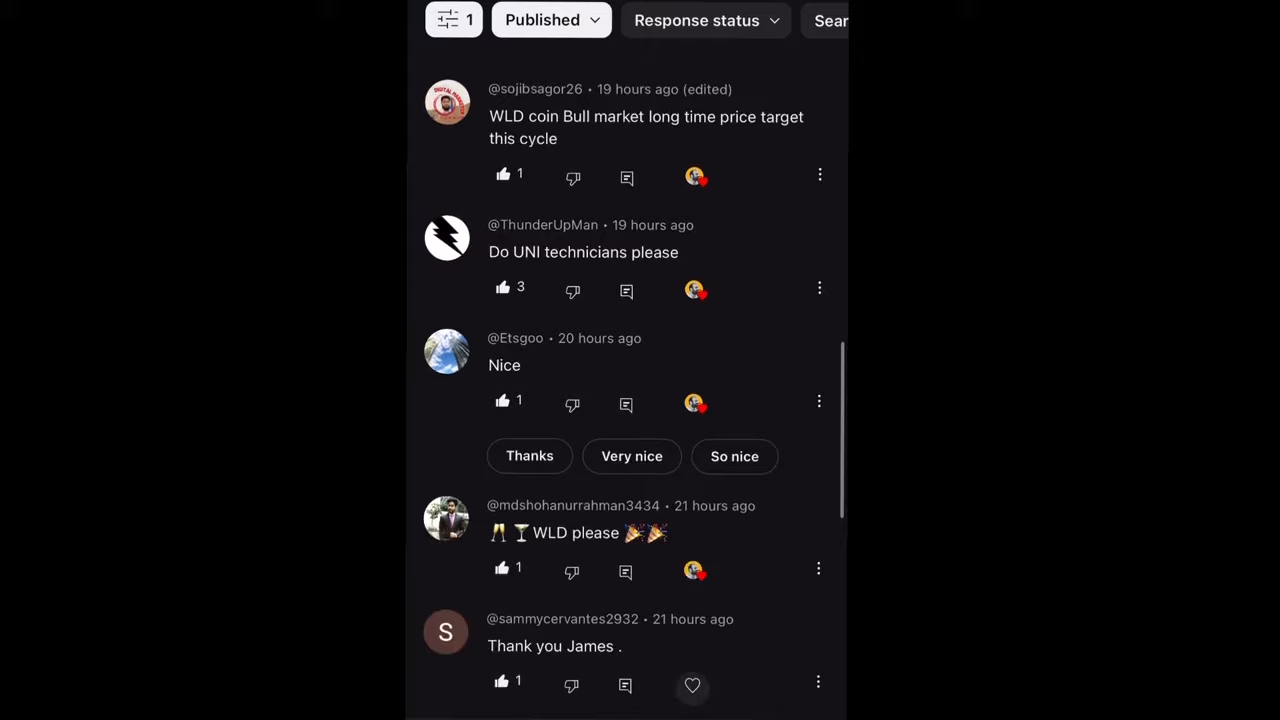 1
Published
Response status
Sear
@sojibsagor26 • 19 hours ago (edited)
WLD coin Bull market long time price target
this cycle
1
@ThunderUpMan • 19 hours ago
Do UNI technicians please
3
@Etsgoo • 20 hours ago
Nice
1
Thanks
Very nice
So nice
@mdshohanurrahman3434 • 21 hours ago
🥂🍸WLD please 🎉🎉
1
S
@sammycervantes2932 • 21 hours ago
Thank you James .
1